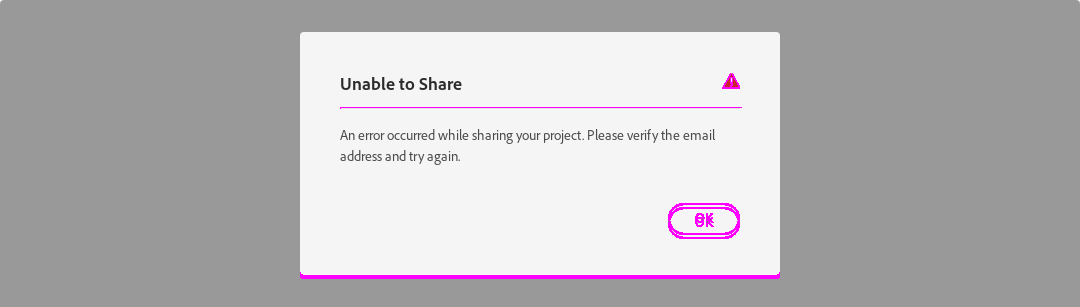 Unable to Share
An error occurred while sharing your project. Please verify the email
address and try again.
OK